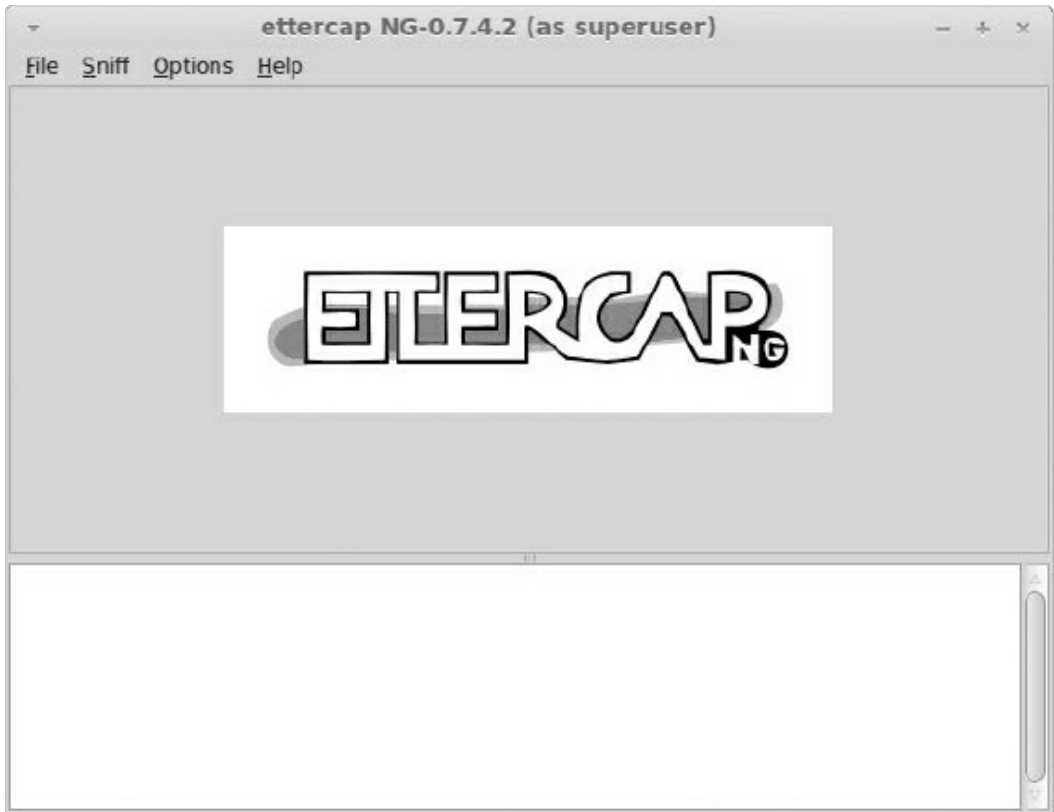 ettercap NG-0.7.4.2 (as superuser)
File Sniff Options Help
ETTERCAP
NG